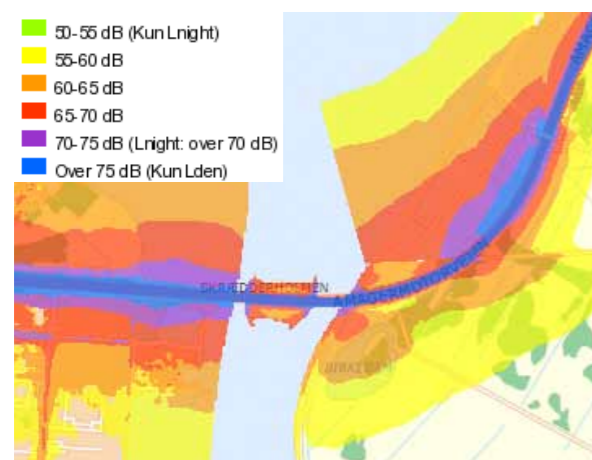 50-55 dB (Kun Lnight)
55-60 dB
60-65 dB
65-70 dB
70-75 dB (Lnight: over 70 dB)
Over 75 dB (Kun Lden)
AMAGERMOTORVEJEN